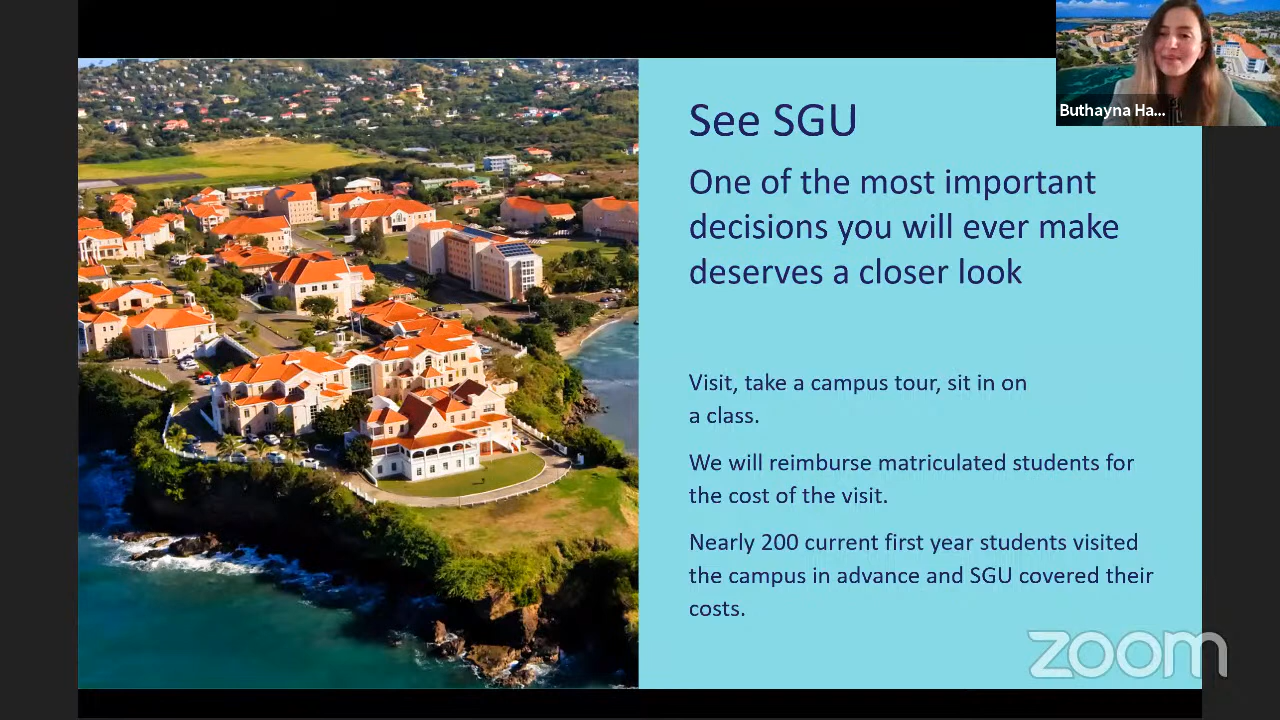 See SGU
One of the most important
decisions you will ever make
deserves a closer look
Visit, take a campus tour, sit in on
a class.
We will reimburse matriculated students for
the cost of the visit.
Nearly 200 current first year students visited
the campus in advance and SGU covered their
costs.
Buthayna Ha...
zoom